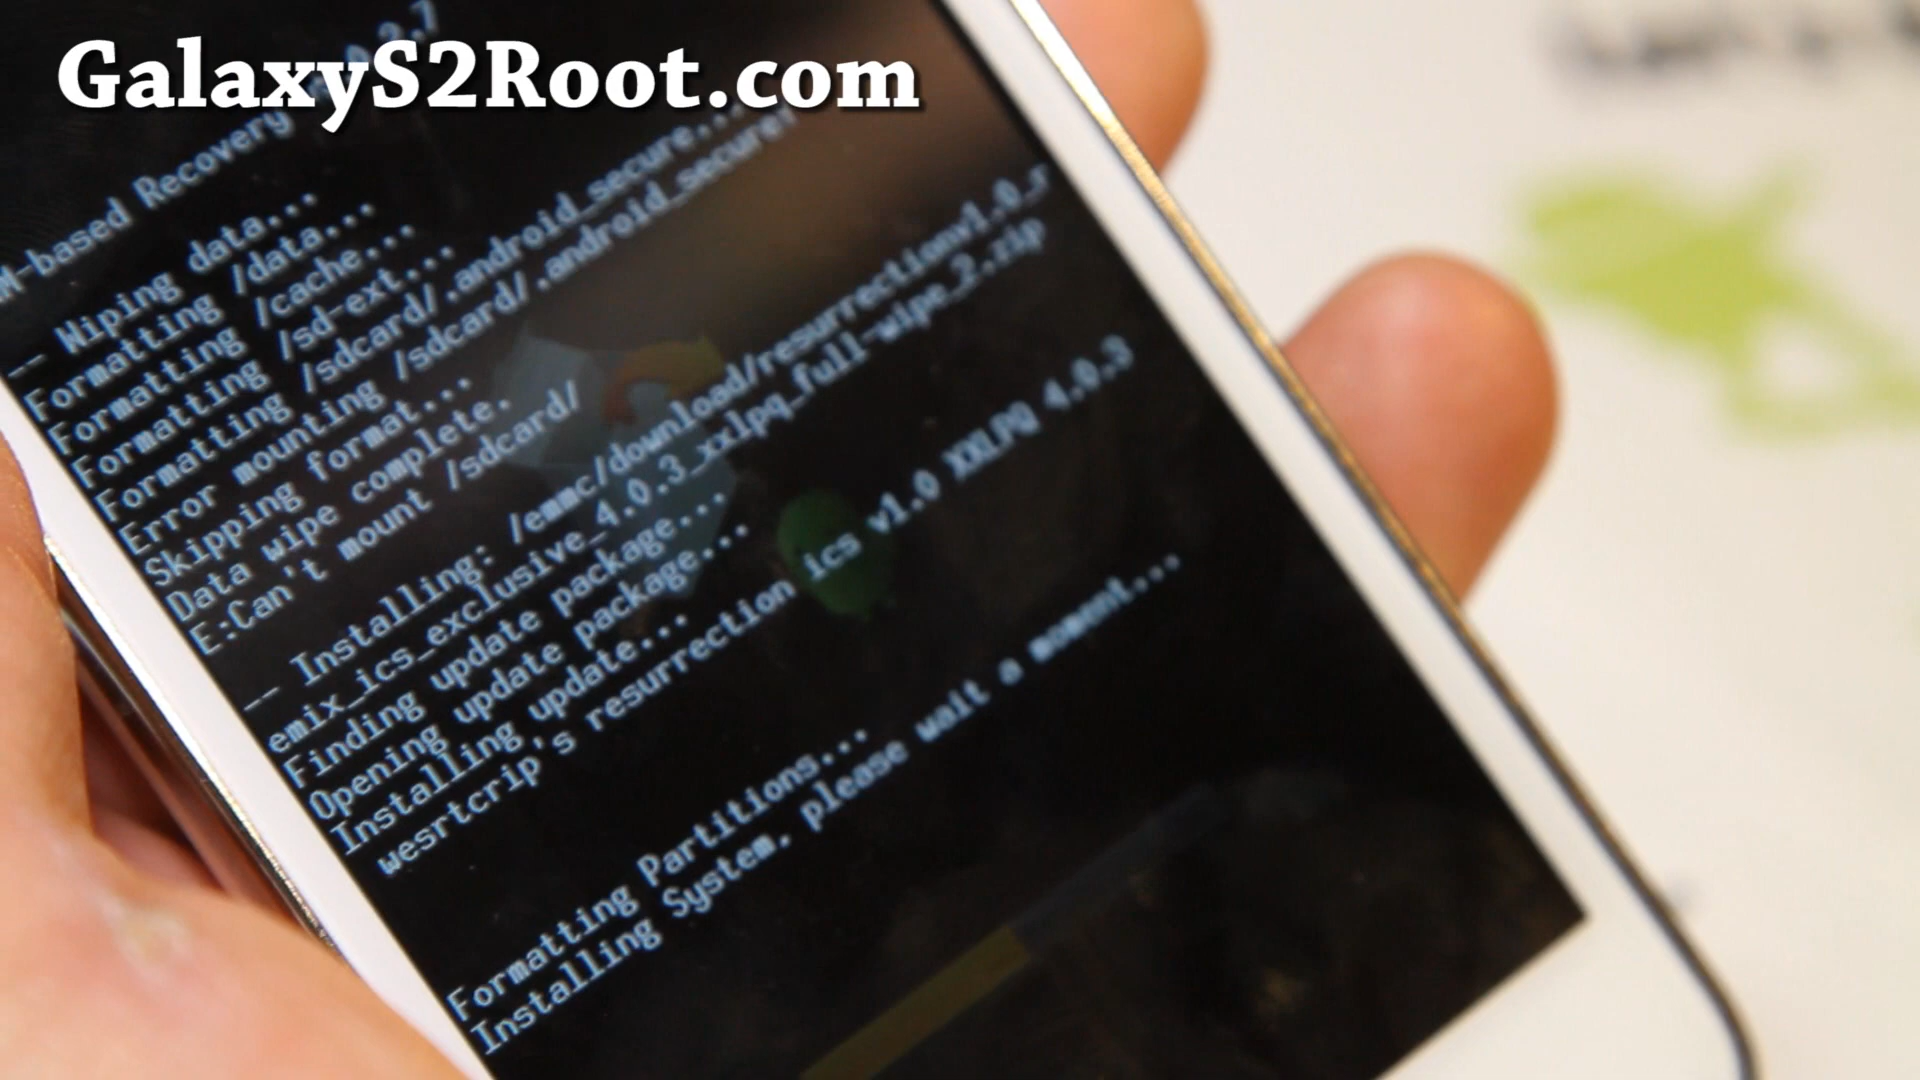 GalaxyS2Root.com
M-based Recovery
-- Wiping data...
Formatting /data...
Formatting /cache...
Formatting /sd-ext...
Formatting /sdcard/.android_secure...
Error mounting /sdcard/.android_secure!
Skipping format...
Data wipe complete.
E:Can't mount /sdcard/
-- Installing: /emmc/download/resurrectionv1.0_r
emix_ics_exclusive_4.0.3_xxlpq_full-wipe_2.zip
Finding update package...
Opening update package...
Installing update...
wesrtcrip's resurrection ics v1.0 XXLPQ 4.0.3
Formatting Partitions...
Installing System, please wait a moment...